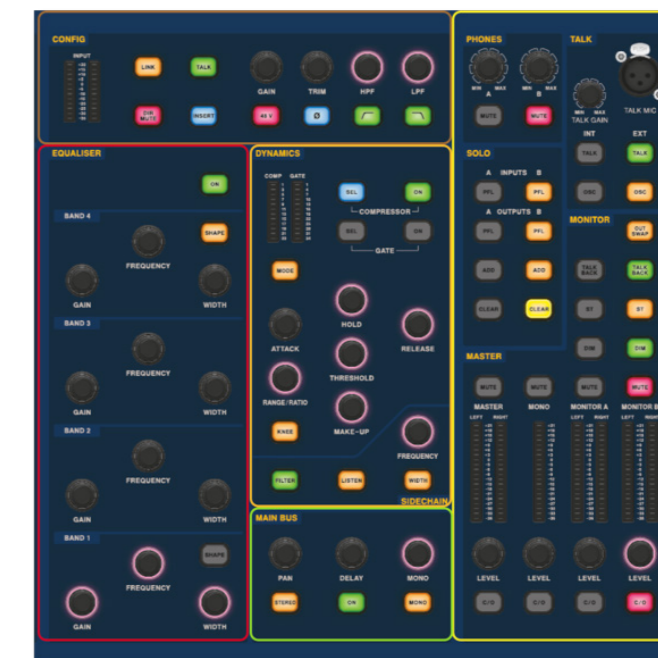 CONFIG
INPUT
LINK
TALK
DIR
MUTE
INSERT
GAIN
TRIM
HPF
LPF
48 V
Ø
EQUALISER
ON
BAND 4
SHAPE
FREQUENCY
GAIN
WIDTH
BAND 3
FREQUENCY
GAIN
WIDTH
BAND 2
FREQUENCY
GAIN
WIDTH
BAND 1
SHAPE
FREQUENCY
GAIN
WIDTH
DYNAMICS
COMP GATE
SEL
ON
COMPRESSOR
SEL
ON
GATE
MODE
HOLD
ATTACK
RELEASE
THRESHOLD
RANGE/RATIO
KNEE
MAKE-UP
FREQUENCY
FILTER
LISTEN
WIDTH
SIDECHAIN
MAIN BUS
PAN
DELAY
MONO
STEREO
ON
MONO
PHONES
MIN MAX
MIN MAX
A
B
MUTE
MUTE
SOLO
A INPUTS B
PFL
PFL
A OUTPUTS B
PFL
PFL
ADD
ADD
CLEAR
CLEAR
TALK
MIN MAX
TALK GAIN
TALK MIC
INT
EXT
TALK
TALK
OSC
OSC
MONITOR
OUT
SWAP
TALK
BACK
TALK
BACK
ST
ST
DIM
DIM
MASTER
MUTE
MUTE
MUTE
MUTE
MASTER
MONO
MONITOR A
MONITOR B
LEFT RIGHT
LEFT RIGHT
LEFT RIGHT
LEVEL
LEVEL
LEVEL
LEVEL
C/O
C/O
C/O
C/O